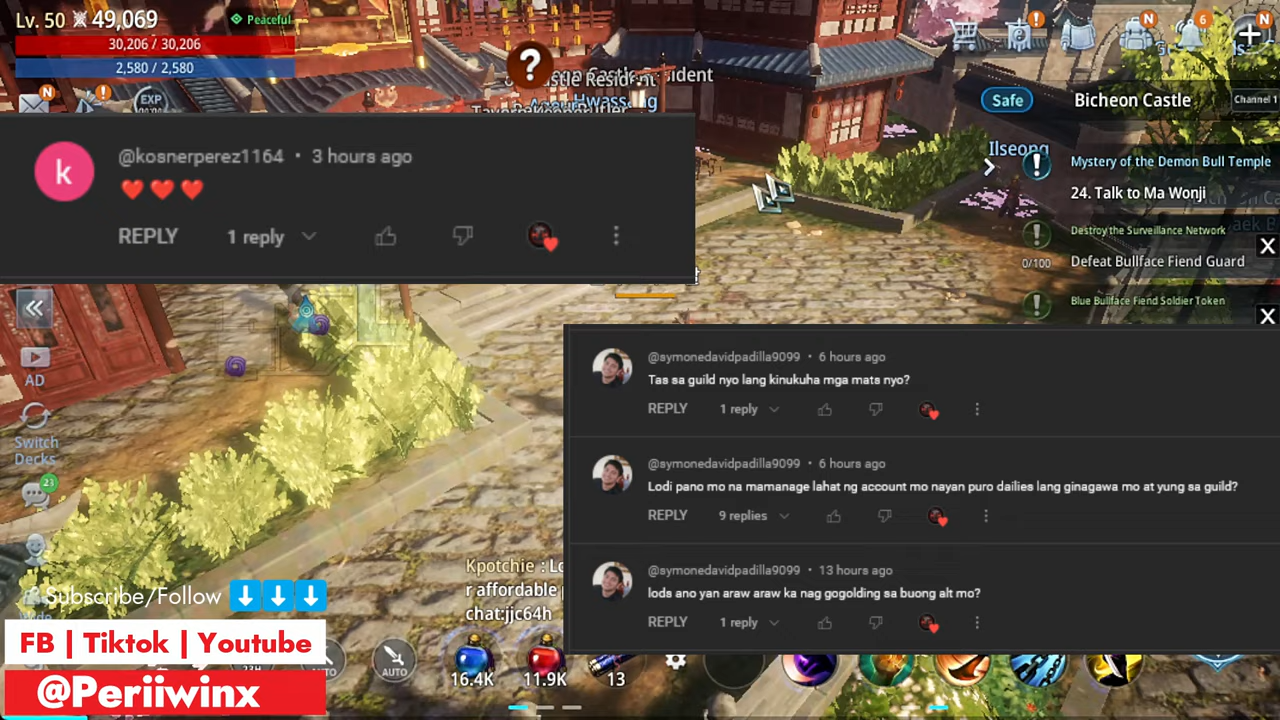 Lv. 50 49,069
Peaceful
30,206 / 30,206
2,580 / 2,580
N
!
EXP
?
Castle Resident
!
N
6
N
Safe
Bicheon Castle
Channel 1
k
@kosnerperez1164 • 3 hours ago
❤️ ❤️ ❤️
REPLY 1 reply
Ilseong
Mystery of the Demon Bull Temple
24. Talk to Ma Wonji
Destroy the Surveillance Network
X
0/100
Defeat Bullface Fiend Guard
Blue Bullface Fiend Soldier Token
X
AD
Switch
Decks
23
@symonedavidpadilla9099 • 6 hours ago
Tas sa guild nyo lang kinukuha mga mats nyo?
REPLY 1 reply
@symonedavidpadilla9099 • 6 hours ago
Lodi pano mo na mamanage lahat ng account mo nayan puro dailies lang ginagawa mo at yung sa guild?
REPLY 9 replies
@symonedavidpadilla9099 • 13 hours ago
lods ano yan araw araw ka nag gogolding sa buong alt mo?
REPLY 1 reply
Kpotchie : Lo
r affordable
chat:jjc64h
Subscribe/Follow
FB | Tiktok | Youtube
@Periiwinx
AUTO
16.4K
11.9K
13